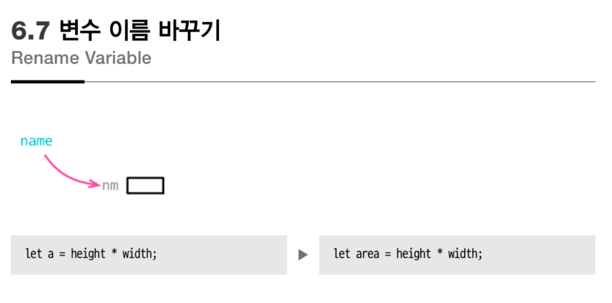 6.7 변수 이름 바꾸기
Rename Variable
name
nm
let a = height * width;
let area = height * width;